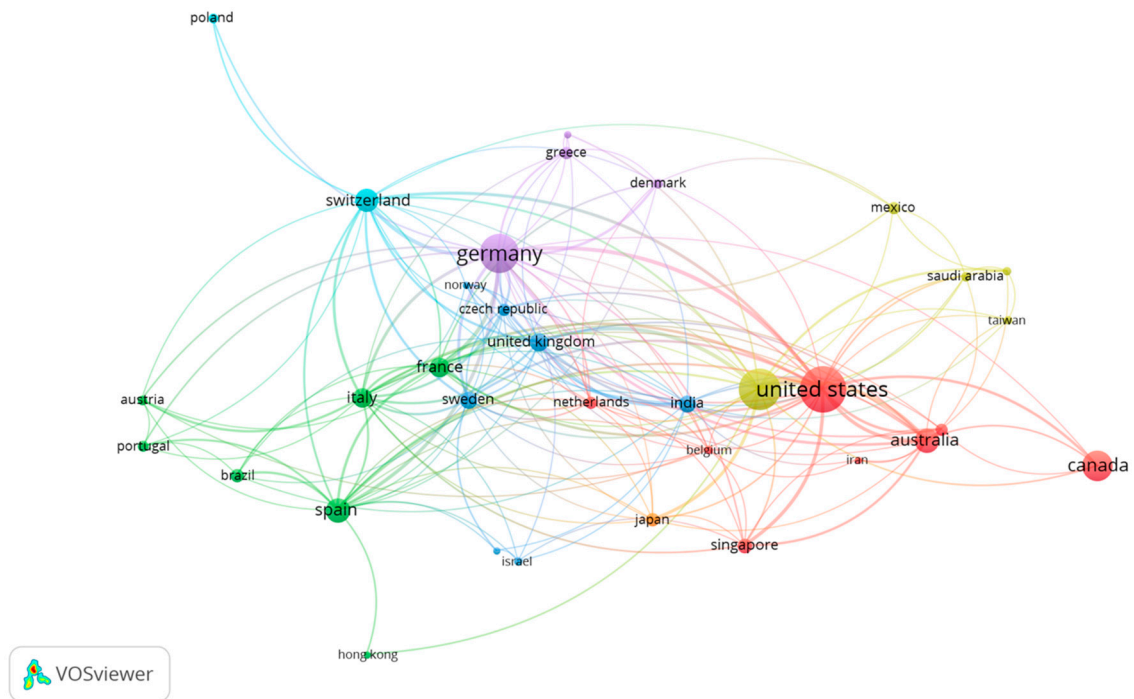 poland
greece
denmark
switzerland
mexico
germany
saudi arabia
norway
czech republic
taiwan
united kingdom
france
united states
austria
italy
sweden
netherlands
india
portugal
belgium
australia
iran
brazil
canada
spain
japan
singapore
israel
hong kong
VOSviewer